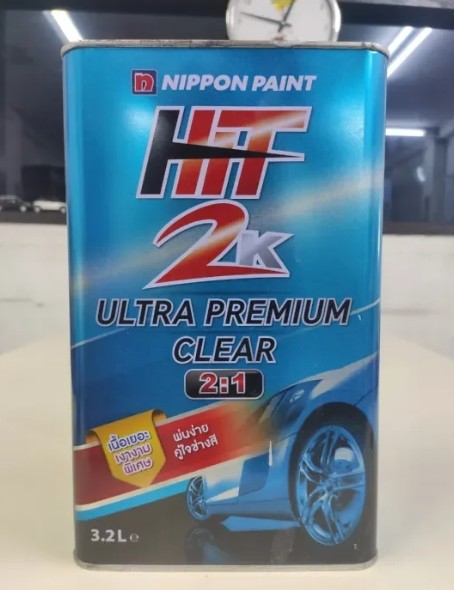 n NIPPON PAINT
HIT
2K
ULTRA PREMIUM
CLEAR
2:1
เนื้อเยอะ
เงางาม
พิเศษ
พ่นง่าย
คู่ใจช่างสี
3.2L e